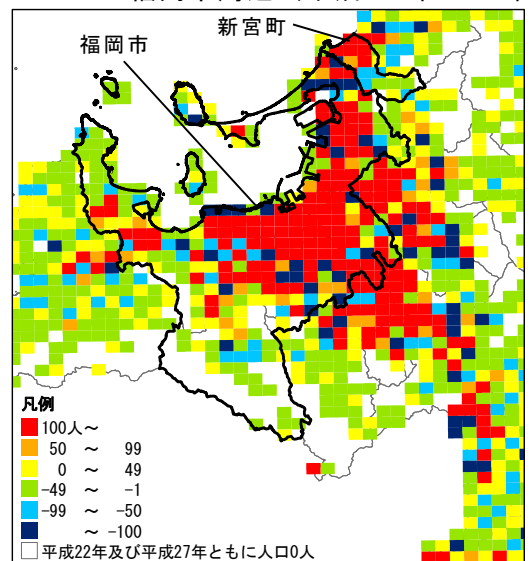 新宮町
福岡市
凡例
100人～
50 ～ 99
0 ～ 49
-49 ～ -1
-99 ～ -50
～ -100
平成22年及び平成27年ともに人口0人